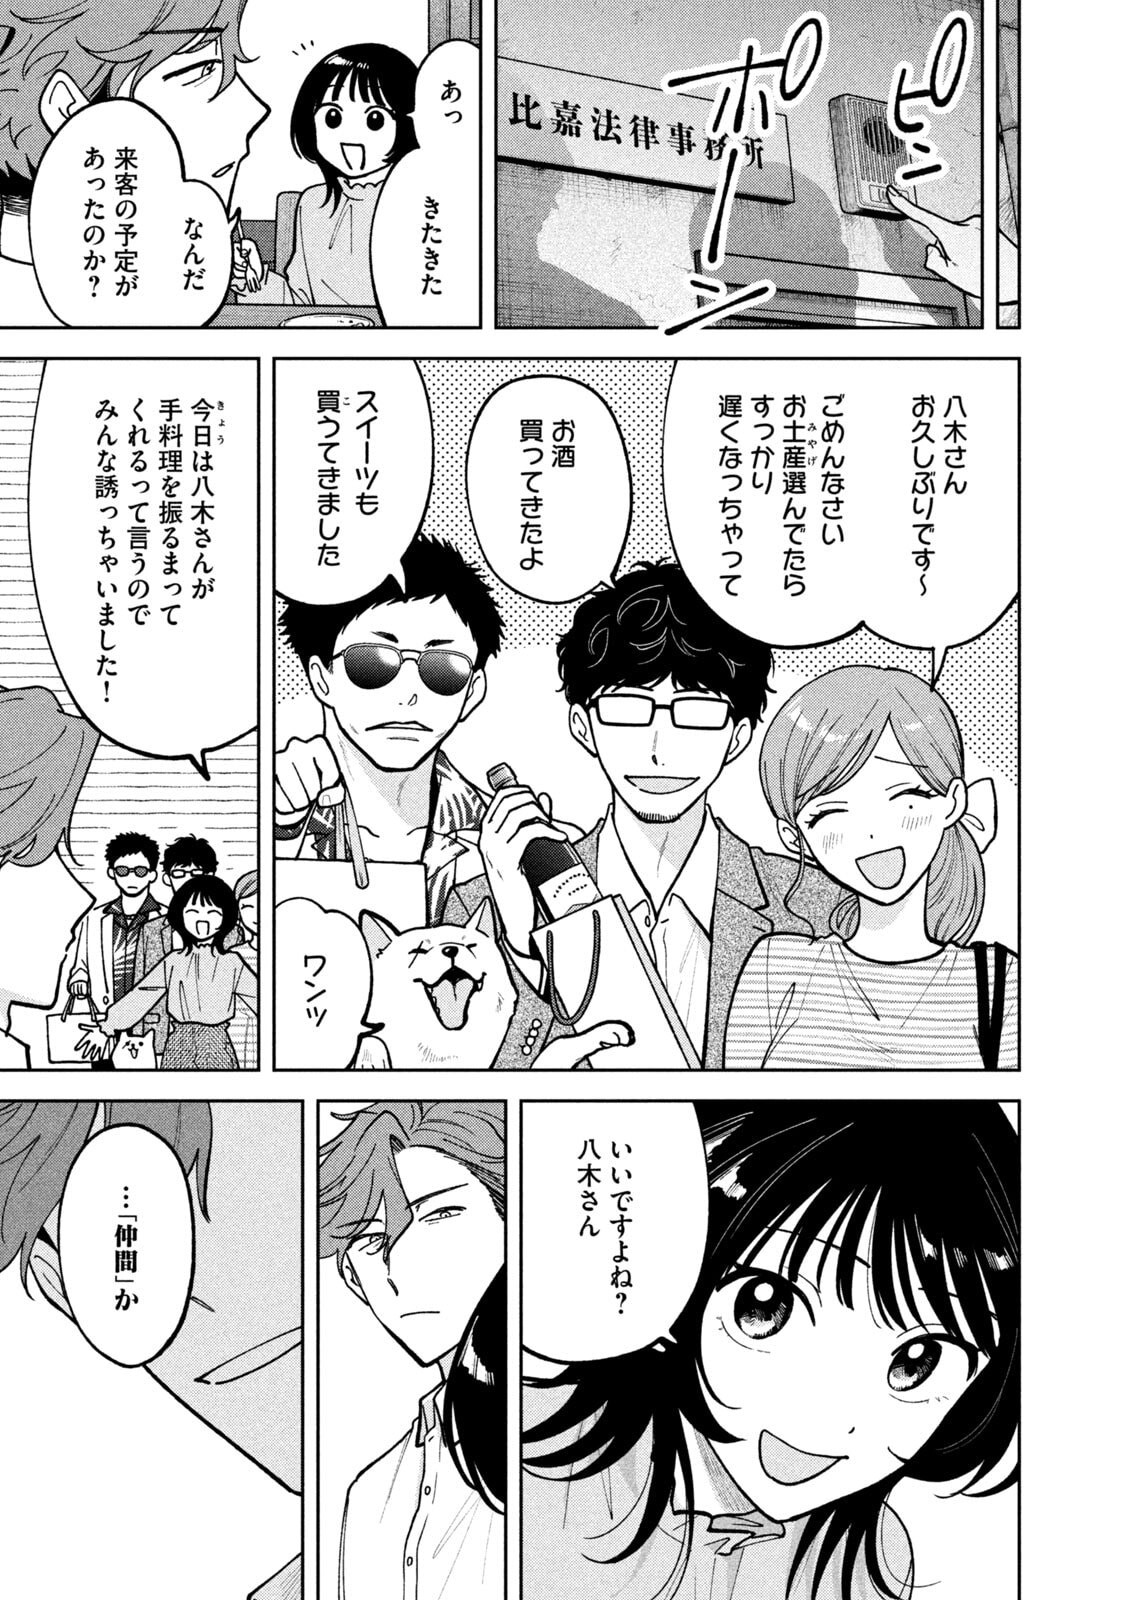 ピンポーン
比嘉法律事務所
あっ
きたきた
なんだ
来客の予定が
あったのか？
八木さん
お久しぶりです～
ごめんなさい
お土産選んでたら
すっかり
遅くなっちゃって
お酒
買ってきたよ
スイーツも
買うてきました
ワンッ
今日は八木さんが
手料理を振るまって
くれるって言うので
みんな誘っちゃいました！
いいですよね？
八木さん
…「仲間」か